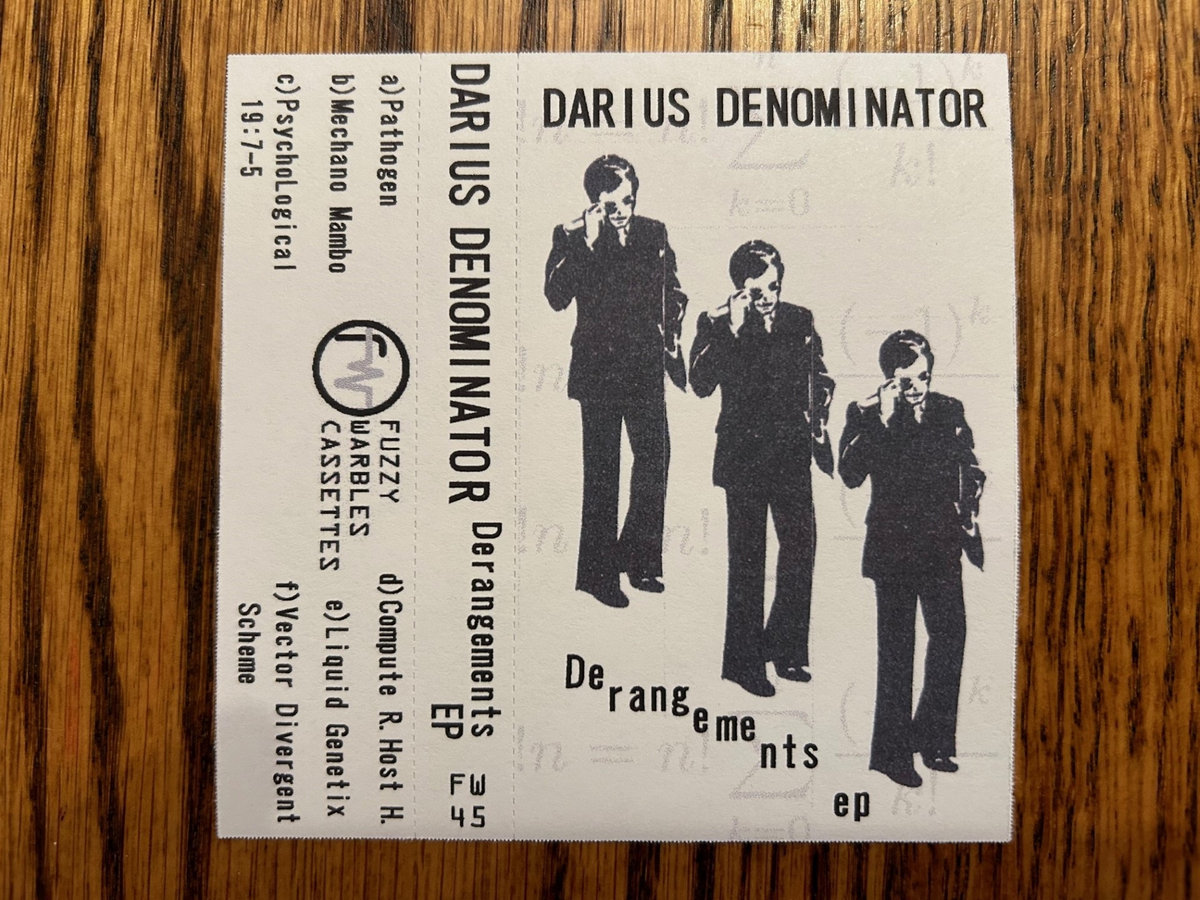 DARIUS DENOMINATOR
Derangements
ep
DARIUS DENOMINATOR Derangements
EP
FW
45
a)Pathogen
b)Mechano Mambo
c)PsychoLogical
19:7-5
fw
FUZZY
WARBLES
CASSETTES
d)Compute R. Host H.
e)Liquid Genetix
f)Vector Divergent
Scheme